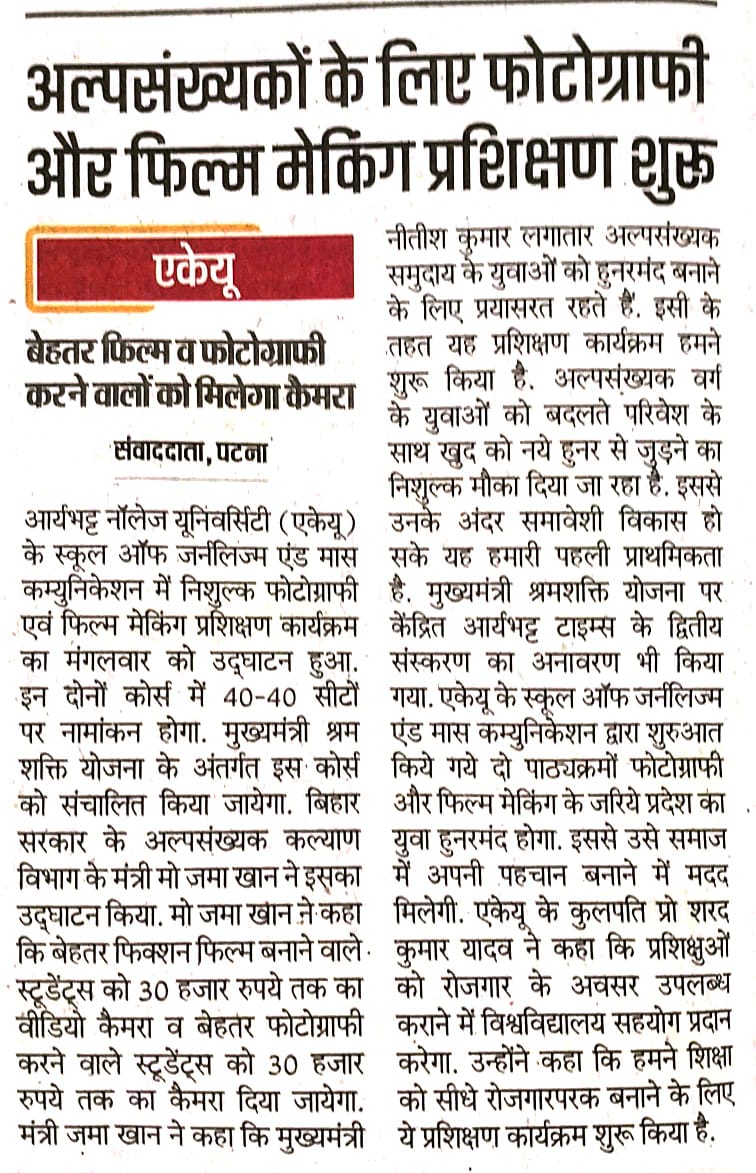 अल्पसंख्यकों के लिए फोटोग्राफी
और फिल्म मेकिंग प्रशिक्षण शुरू
एकेयू
बेहतर फिल्म व फोटोग्राफी
करने वालों को मिलेगा कैमरा
संवाददाता, पटना
आर्यभट्ट नॉलेज यूनिवर्सिटी (एकेयू)
के स्कूल ऑफ जर्नलिज्म एंड मास
कम्युनिकेशन में निशुल्क फोटोग्राफी
एवं फिल्म मेकिंग प्रशिक्षण कार्यक्रम
का मंगलवार को उद्घाटन हुआ.
इन दोनों कोर्स में 40-40 सीटों
पर नामांकन होगा. मुख्यमंत्री श्रम
शक्ति योजना के अंतर्गत इस कोर्स
को संचालित किया जायेगा. बिहार
सरकार के अल्पसंख्यक कल्याण
विभाग के मंत्री मो जमा खान ने इसका
उद्घाटन किया. मो जमा खान ने कहा
कि बेहतर फिक्शन फिल्म बनाने वाले
स्टूडेंट्स को 30 हजार रुपये तक का
वीडियो कैमरा व बेहतर फोटोग्राफी
करने वाले स्टूडेंट्स को 30 हजार
रुपये तक का कैमरा दिया जायेगा.
मंत्री जमा खान ने कहा कि मुख्यमंत्री
नीतीश कुमार लगातार अल्पसंख्यक
समुदाय के युवाओं को हुनरमंद बनाने
के लिए प्रयासरत रहते हैं. इसी के
तहत यह प्रशिक्षण कार्यक्रम हमने
शुरू किया है. अल्पसंख्यक वर्ग
के युवाओं को बदलते परिवेश के
साथ खुद को नये हुनर से जुड़ने का
निशुल्क मौका दिया जा रहा है. इससे
उनके अंदर समावेशी विकास हो
सके यह हमारी पहली प्राथमिकता
है. मुख्यमंत्री श्रमशक्ति योजना पर
केंद्रित आर्यभट्ट टाइम्स के द्वितीय
संस्करण का अनावरण भी किया
गया. एकेयू के स्कूल ऑफ जर्नलिज्म
एंड मास कम्युनिकेशन द्वारा शुरुआत
किये गये दो पाठ्यक्रमों फोटोग्राफी
और फिल्म मेकिंग के जरिये प्रदेश का
युवा हुनरमंद होगा. इससे उसे समाज
में अपनी पहचान बनाने में मदद
मिलेगी. एकेयू के कुलपति प्रो शरद
कुमार यादव ने कहा कि प्रशिक्षुओं
को रोजगार के अवसर उपलब्ध
कराने में विश्वविद्यालय सहयोग प्रदान
करेगा. उन्होंने कहा कि हमने शिक्षा
को सीधे रोजगारपरक बनाने के लिए
ये प्रशिक्षण कार्यक्रम शुरू किया है.